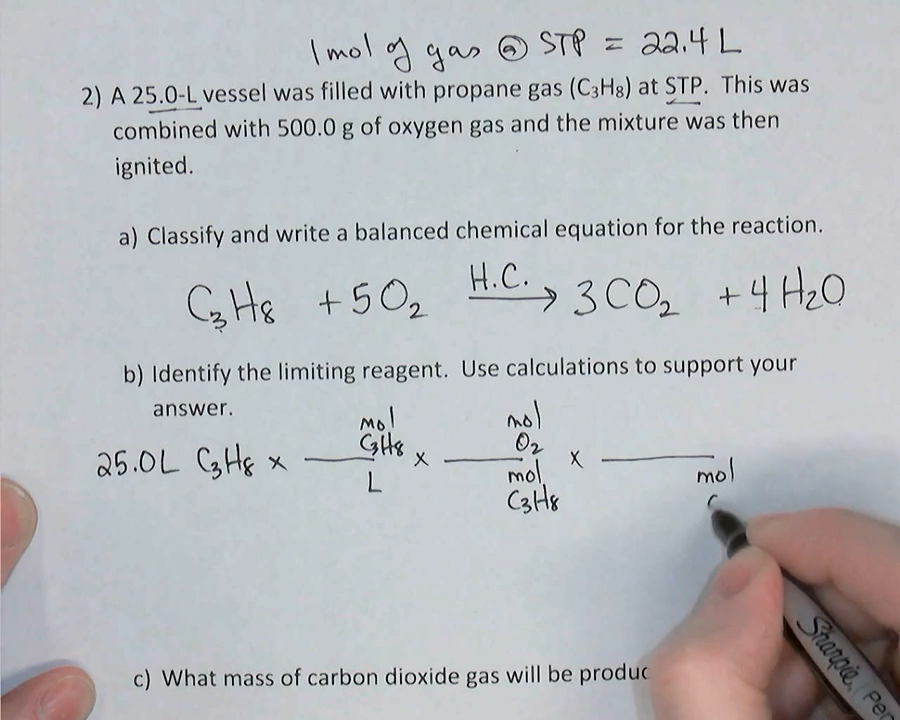 1 mol of gas @ STP = 22.4 L
2) A 25.0-L vessel was filled with propane gas (C3H8) at STP. This was
combined with 500.0 g of oxygen gas and the mixture was then
ignited.
a) Classify and write a balanced chemical equation for the reaction.
H.C.
C3H8 + 5O2 → 3CO2 + 4H2O
b) Identify the limiting reagent. Use calculations to support your
answer.
mol mol
C3H8 O2
25.0L C3H8 x x x
L mol mol
C3H8
c) What mass of carbon dioxide gas will be produc
Sharpie